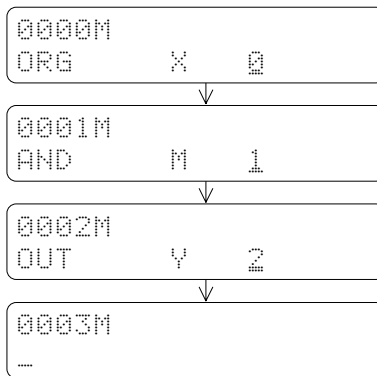 0000M
ORG X 0
0001M
AND M 1
0002M
OUT Y 2
0003M
_